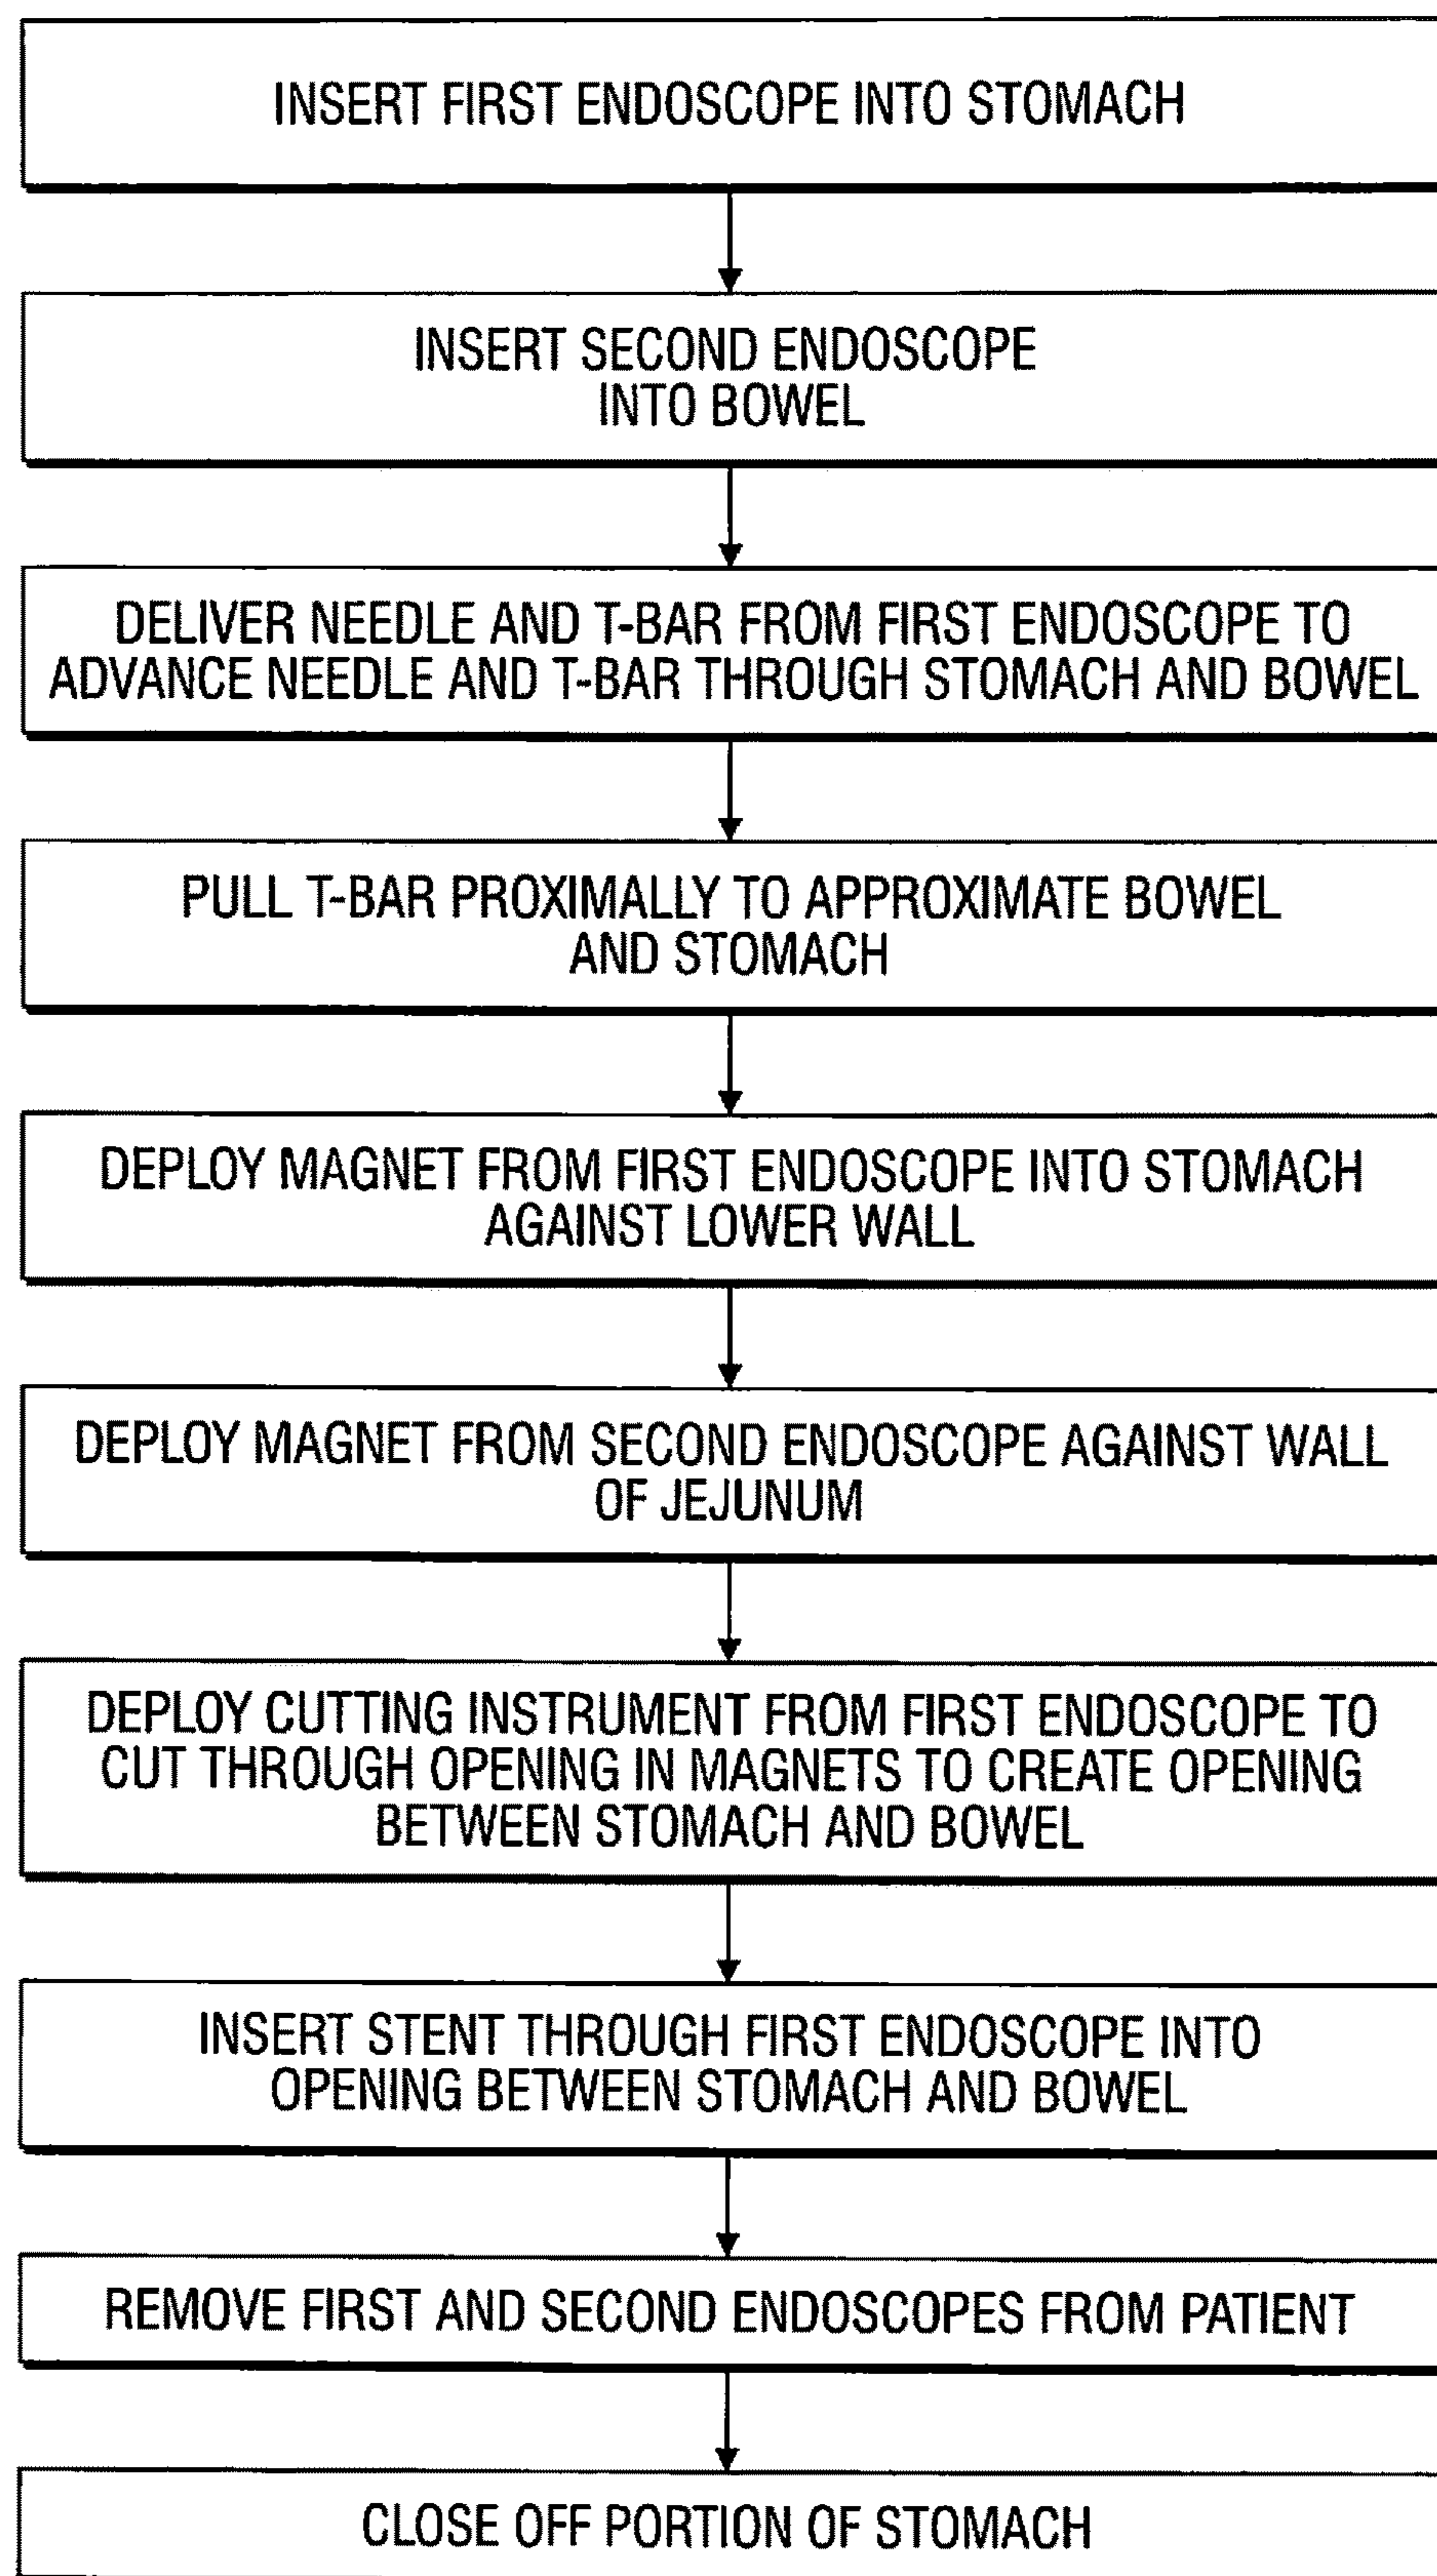 INSERT FIRST ENDOSCOPE INTO STOMACH
INSERT SECOND ENDOSCOPE
INTO BOWEL
DELIVER NEEDLE AND T-BAR FROM FIRST ENDOSCOPE TO
ADVANCE NEEDLE AND T-BAR THROUGH STOMACH AND BOWEL
PULL T-BAR PROXIMALLY TO APPROXIMATE BOWEL
AND STOMACH
DEPLOY MAGNET FROM FIRST ENDOSCOPE INTO STOMACH
AGAINST LOWER WALL
DEPLOY MAGNET FROM SECOND ENDOSCOPE AGAINST WALL
OF JEJUNUM
DEPLOY CUTTING INSTRUMENT FROM FIRST ENDOSCOPE TO
CUT THROUGH OPENING IN MAGNETS TO CREATE OPENING
BETWEEN STOMACH AND BOWEL
INSERT STENT THROUGH FIRST ENDOSCOPE INTO
OPENING BETWEEN STOMACH AND BOWEL
REMOVE FIRST AND SECOND ENDOSCOPES FROM PATIENT
CLOSE OFF PORTION OF STOMACH